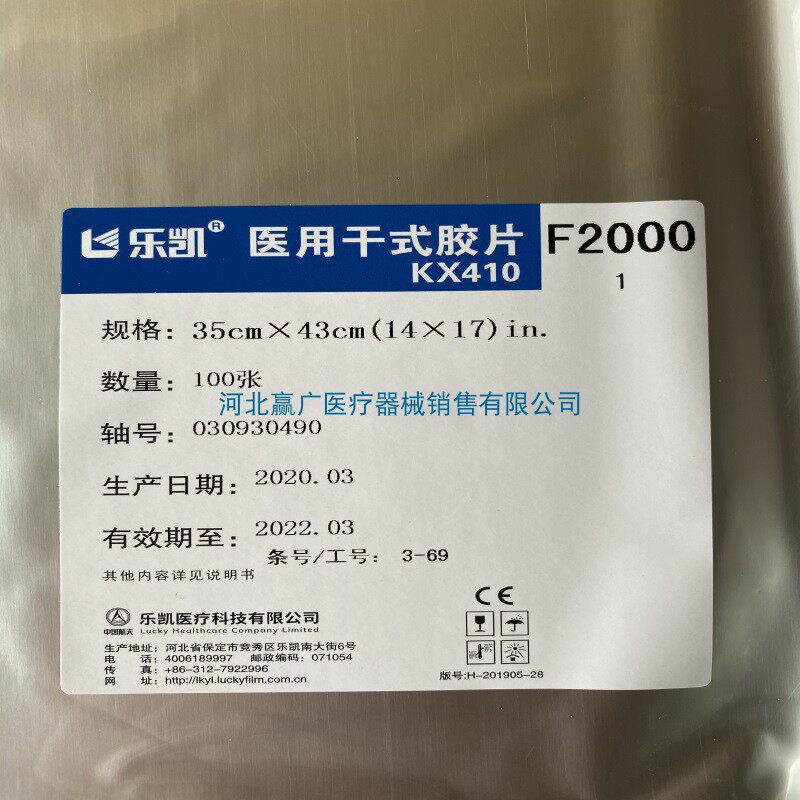 乐凯® 医用干式胶片 F2000
KX410
1
规格: 35cm×43cm(14×17)in.
数量: 100张
河北赢广医疗器械销售有限公司
轴号: 030930490
生产日期: 2020.03
有效期至: 2022.03
条号/工号: 3-69
其他内容详见说明书
CE
中国航天
乐凯医疗科技有限公司
Lucky Healthcare Company Limited
生产地址: 河北省保定市竞秀区乐凯南大街6号
电 话: 4006189997 邮政编码: 071054
传 真: +86-312-7922996
网 址: http://lkyl.luckyfilm.com.cn
版号:H-201905-28